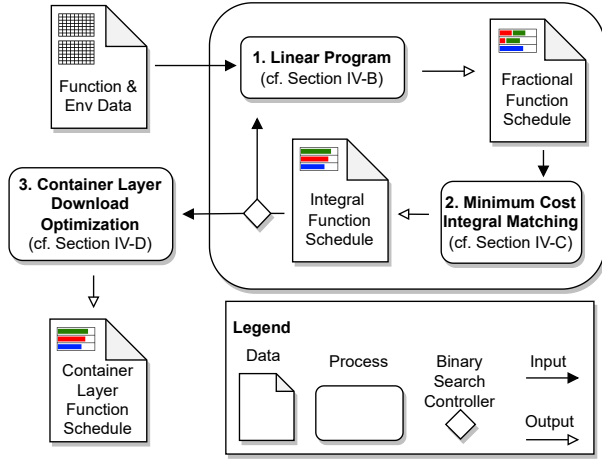 Function &
Env Data
1. Linear Program
(cf. Section IV-B)
Fractional
Function
Schedule
2. Minimum Cost
Integral Matching
(cf. Section IV-C)
Integral
Function
Schedule
3. Container Layer
Download
Optimization
(cf. Section IV-D)
Container
Layer
Function
Schedule
Legend
Data
Process
Binary
Search
Controller
Input
Output